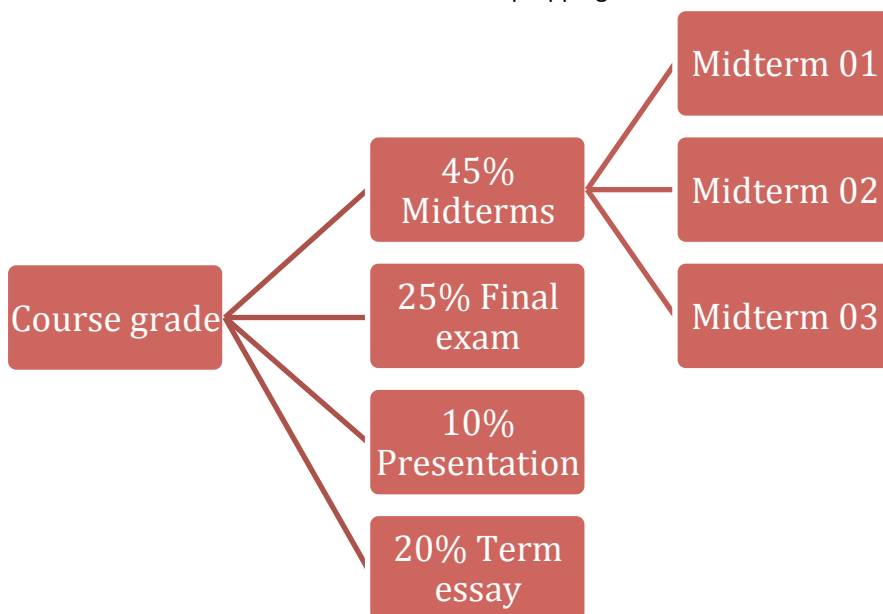 Midterm 01
45%
Midterms
Midterm 02
25% Final
exam
Midterm 03
Course grade
10%
Presentation
20% Term
essay